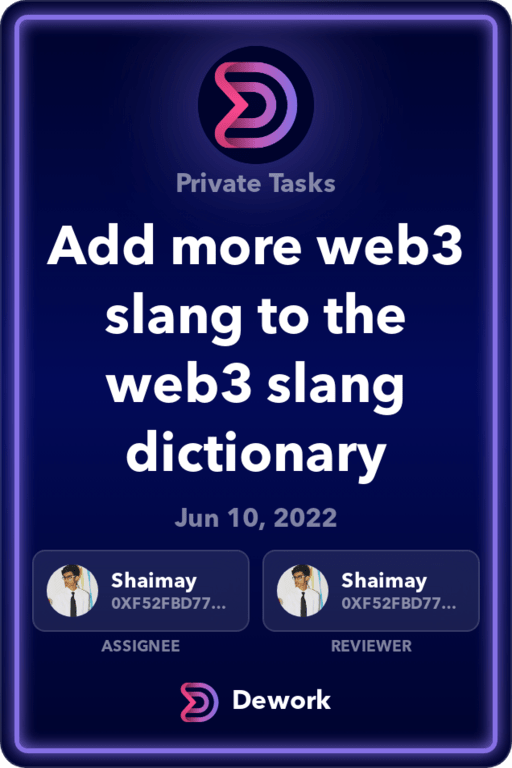 Private Tasks
Add more web3
slang to the
web3 slang
dictionary
Jun 10, 2022
Shaimay
0XF52FBD77...
ASSIGNEE
Shaimay
0XF52FBD77...
REVIEWER
Dework